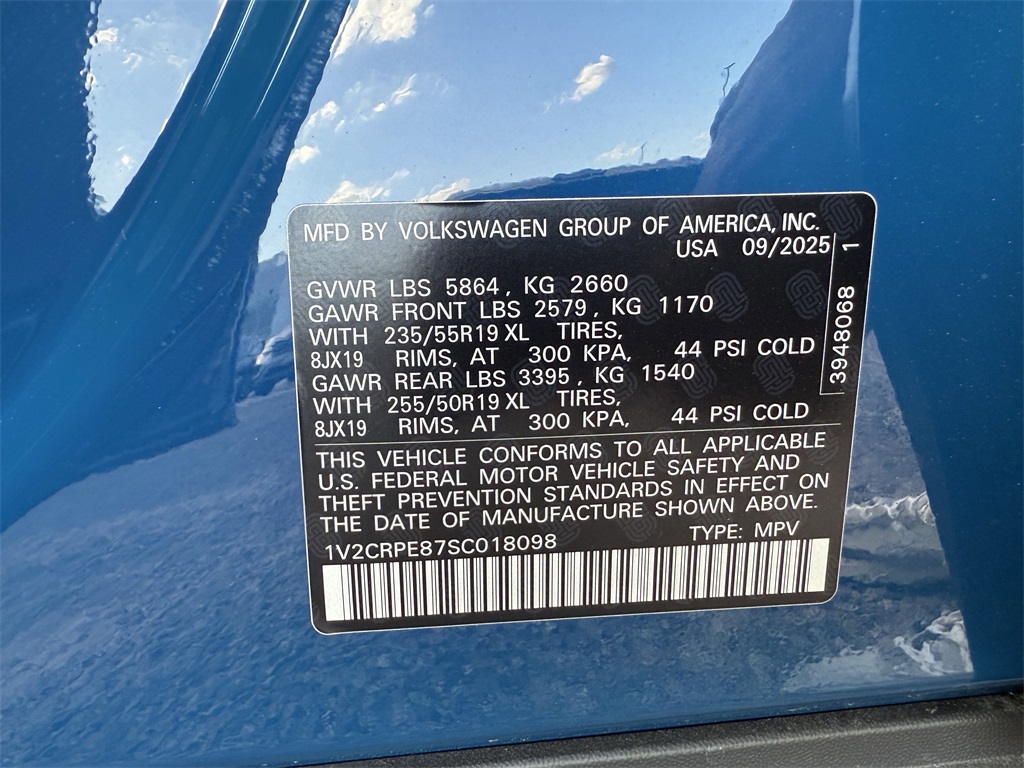 MFD BY VOLKSWAGEN GROUP OF AMERICA, INC.
USA 09/2025
GVWR LBS 5864, KG 2660
GAWR FRONT LBS 2579, KG 1170
WITH 235/55R19 XL TIRES,
8JX19 RIMS, AT 300 KPA, 44 PSI COLD
GAWR REAR LBS 3395, KG 1540
WITH 255/50R19 XL TIRES,
8JX19 RIMS, AT 300 KPA, 44 PSI COLD
3948068 1
THIS VEHICLE CONFORMS TO ALL APPLICABLE
U.S. FEDERAL MOTOR VEHICLE SAFETY AND
THEFT PREVENTION STANDARDS IN EFFECT ON
THE DATE OF MANUFACTURE SHOWN ABOVE.
1V2CRPE87SC018098 TYPE: MPV